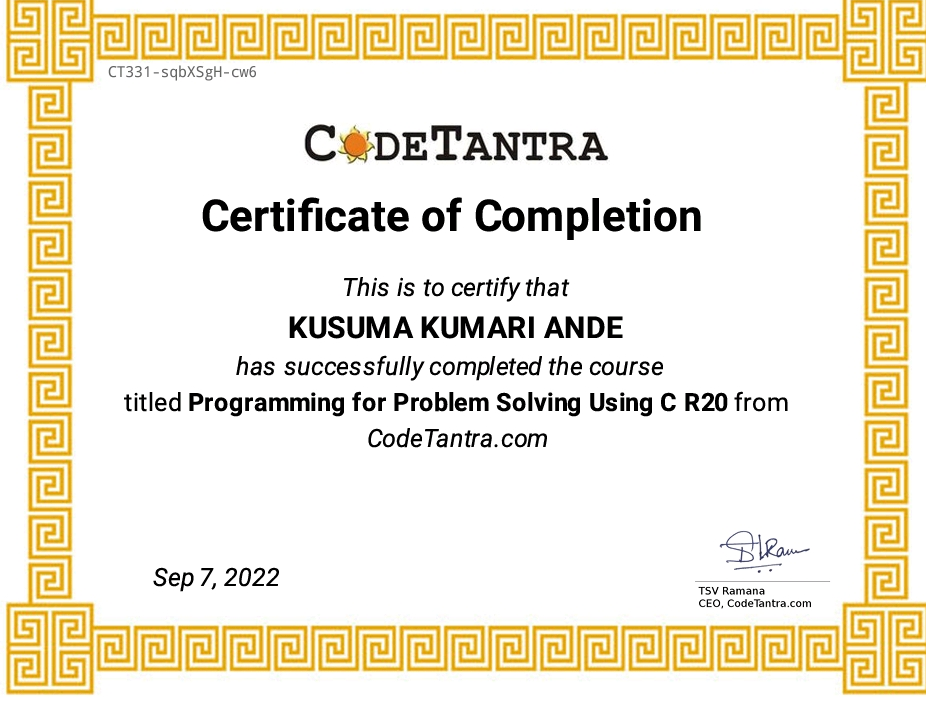 CT331-sqbXSgH-cw6
CODETANTRA
Certificate of Completion
This is to certify that
KUSUMA KUMARI ANDE
has successfully completed the course
titled Programming for Problem Solving Using C R20 from
CodeTantra.com
Sep 7, 2022
TSV Ramana
CEO, CodeTantra.com